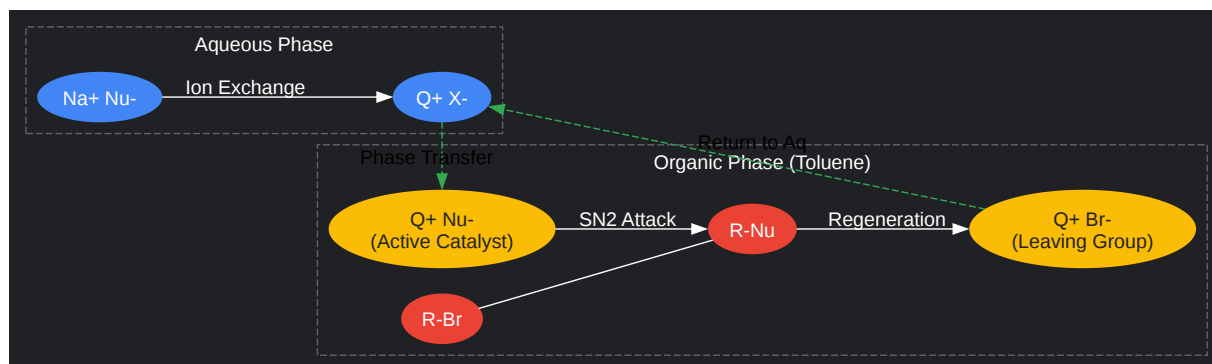 Aqueous Phase
Na+ Nu-
Ion Exchange
Q+ X-
Phase Transfer
Return to Aq
Organic Phase (Toluene)
Q+ Nu-
(Active Catalyst)
SN2 Attack
R-Nu
Regeneration
Q+ Br-
(Leaving Group)
R-Br